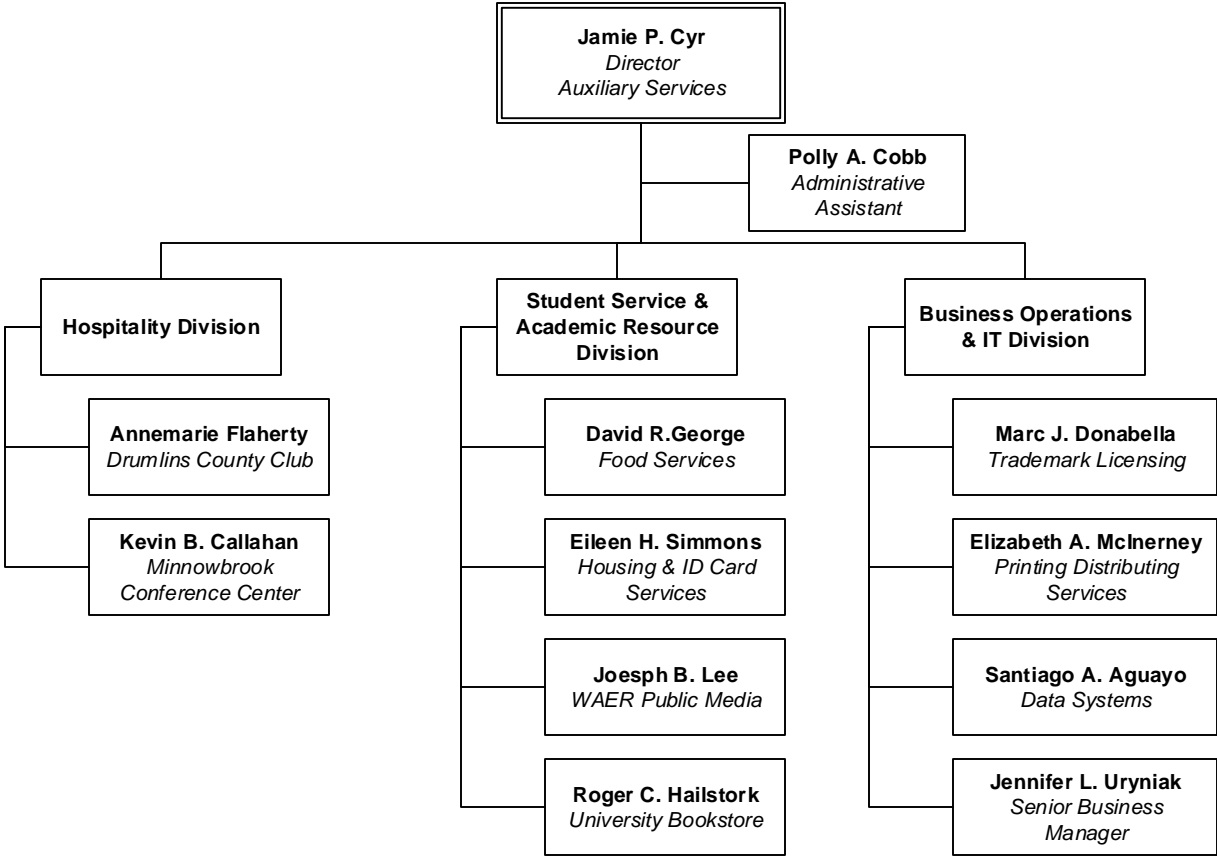 Jamie P. Cyr
Director
Auxiliary Services
Polly A. Cobb
Administrative
Assistant
Hospitality Division
Annemarie Flaherty
Drumlins County Club
Kevin B. Callahan
Minnowbrook
Conference Center
Student Service &
Academic Resource
Division
David R.George
Food Services
Eileen H. Simmons
Housing & ID Card
Services
Joesph B. Lee
WAER Public Media
Roger C. Hailstork
University Bookstore
Business Operations
& IT Division
Marc J. Donabella
Trademark Licensing
Elizabeth A. McInerney
Printing Distributing
Services
Santiago A. Aguayo
Data Systems
Jennifer L. Uryniak
Senior Business
Manager